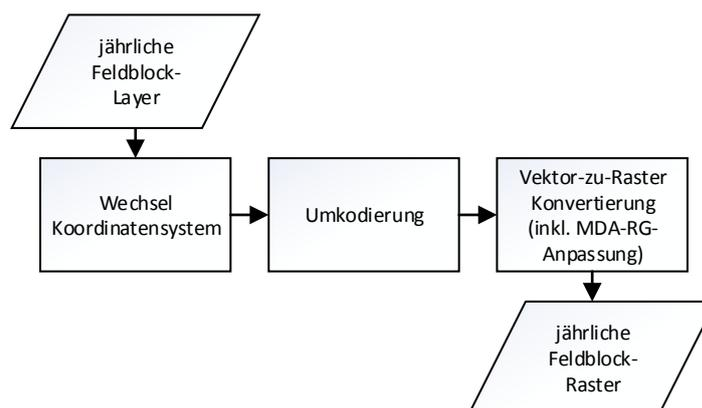 jährliche
Feldblock-
Layer
Wechsel
Koordinatensystem
Umkodierung
Vektor-zu-Raster
Konvertierung
(inkl. MDA-RG-
Anpassung)
jährliche
Feldblock-
Raster